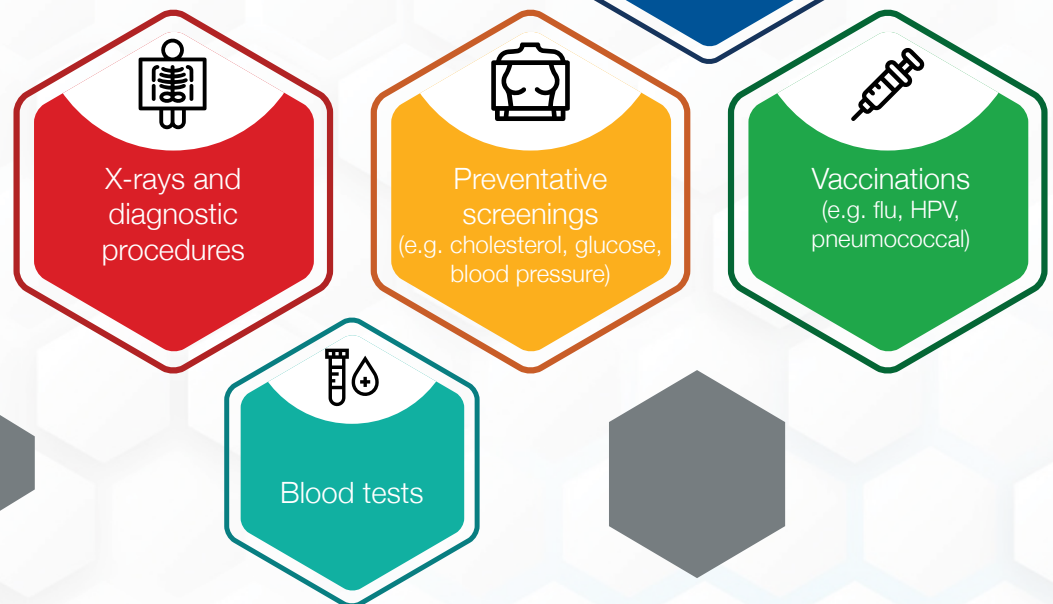 X-rays and
diagnostic
procedures
Preventative
screenings
(e.g. cholesterol, glucose,
blood pressure)
Vaccinations
(e.g. flu, HPV,
pneumococcal)
Blood tests